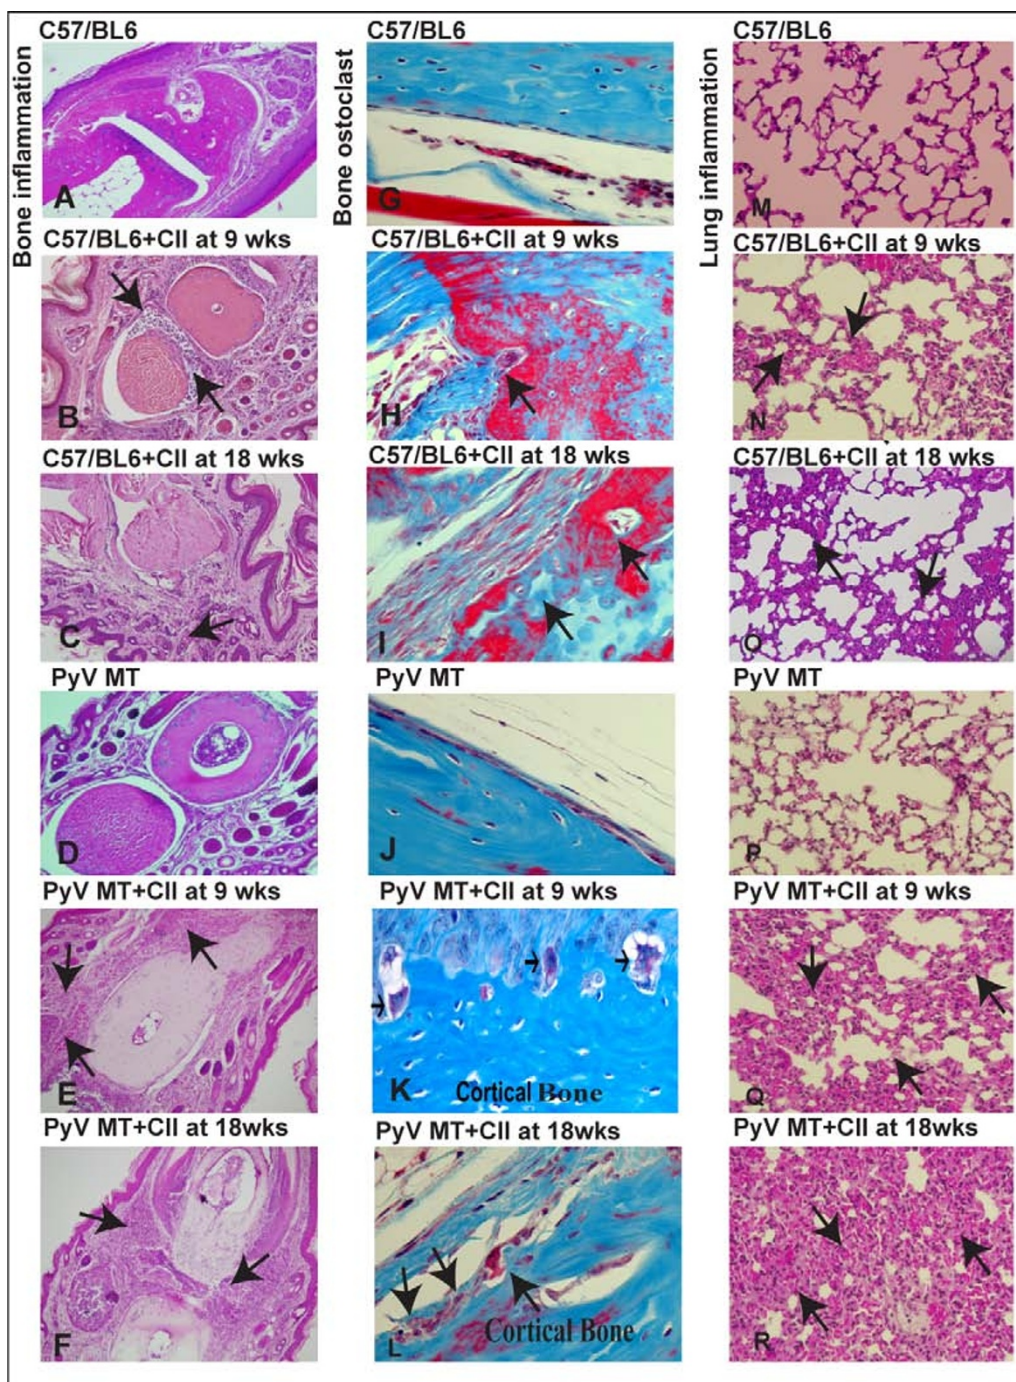 Bone inflammation
C57/BL6
A
C57/BL6+CII at 9 wks
B
C57/BL6+CII at 18 wks
C
PyV MT
D
PyV MT+CII at 9 wks
E
PyV MT+CII at 18wks
F
Bone ostoclast
C57/BL6
G
C57/BL6+CII at 9 wks
H
C57/BL6+CII at 18 wks
I
PyV MT
J
PyV MT+CII at 9 wks
K
Cortical Bone
PyV MT+CII at 18wks
L
Cortical Bone
Lung inflammation
C57/BL6
M
C57/BL6+CII at 9 wks
N
C57/BL6+CII at 18 wks
O
PyV MT
P
PyV MT+CII at 9 wks
Q
PyV MT+CII at 18wks
R